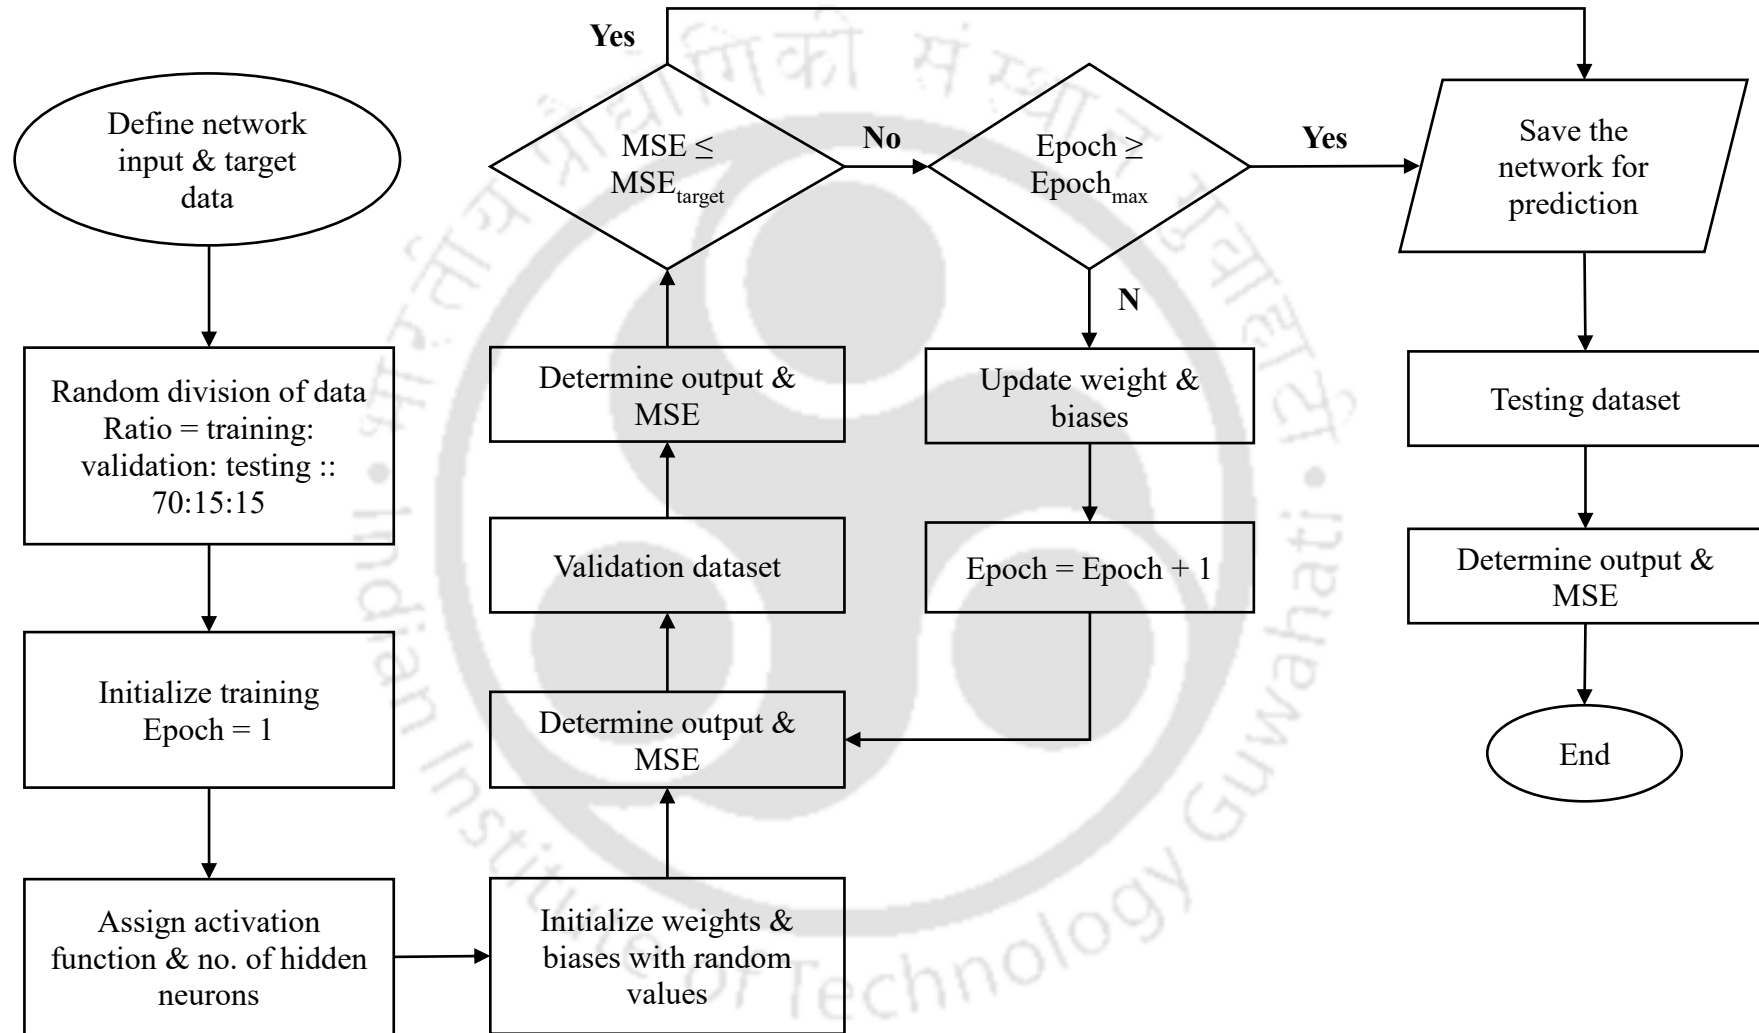 Define network
input & target
data
Random division of data
Ratio = training:
validation: testing ::
70:15:15
Initialize training
Epoch = 1
Assign activation
function & no. of hidden
neurons
Initialize weights &
biases with random
values
Determine output &
MSE
Validation dataset
Determine output &
MSE
MSE ≤
MSE_target
Yes
No
Epoch ≥
Epoch_max
Yes
N
Update weight &
biases
Epoch = Epoch + 1
Save the
network for
prediction
Testing dataset
Determine output &
MSE
End
भारतीय प्रौद्योगिकी संस्थान गुवाहाटी
Indian Institute of Technology Guwahati